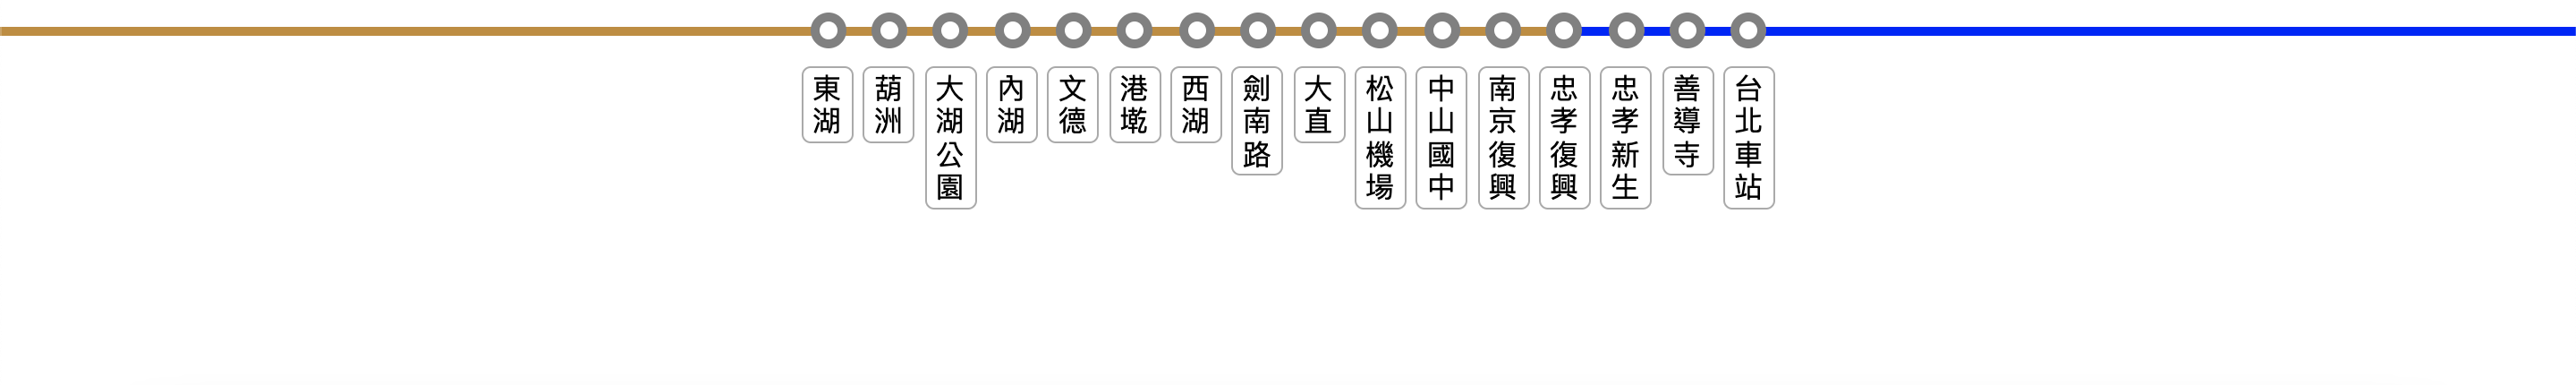 東湖
葫洲
大湖公園
內湖
文德
港墘
西湖
劍南路
大直
松山機場
中山國中
南京復興
忠孝復興
忠孝新生
善導寺
台北車站